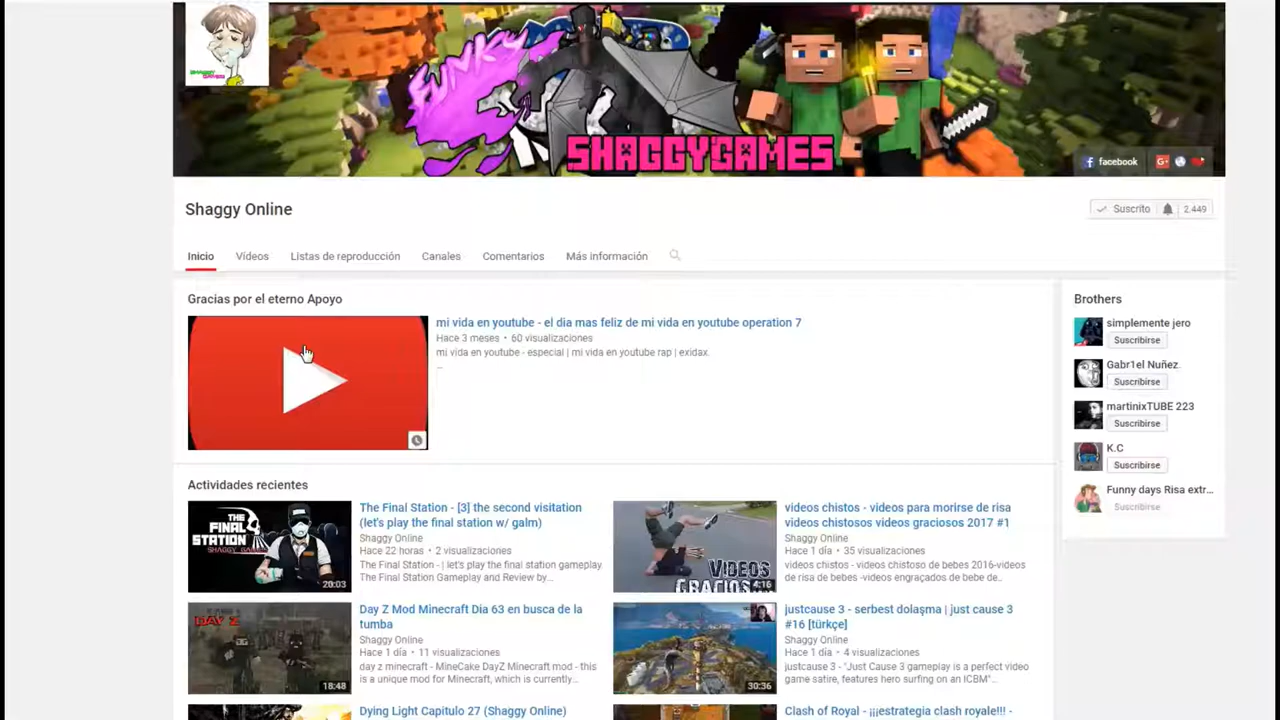 SHAGGYGAMES
facebook
Shaggy Online
Suscrito 2.449
Inicio Vídeos Listas de reproducción Canales Comentarios Más información
Gracias por el eterno Apoyo
mi vida en youtube - el dia mas feliz de mi vida en youtube operation 7
Hace 3 meses • 60 visualizaciones
mi vida en youtube - especial | mi vida en youtube rap | exidax.
...
Brothers
simplemente jero
Suscribirse
Gabr1el Nuñez.
Suscribirse
martinixTUBE 223
Suscribirse
K.C
Suscribirse
Funny days Risa extr...
Suscribirse
Actividades recientes
THE FINAL STATION
SHAGGY GAMES
20:03
The Final Station - [3] the second visitation
(let's play the final station w/ galm)
Shaggy Online
Hace 22 horas • 2 visualizaciones
The Final Station - | let's play the final station gameplay
The Final Station Gameplay and Review by...
VIDEOS GRACIOSOS
4:16
videos chistos - videos para morirse de risa
videos chistosos videos graciosos 2017 #1
Shaggy Online
Hace 1 día • 35 visualizaciones
videos chistos - videos chistoso de bebes 2016-videos
de risa de bebes -videos engraçados de bebe de..
DAY Z
18:48
Day Z Mod Minecraft Dia 63 en busca de la
tumba
Shaggy Online
Hace 1 día • 11 visualizaciones
day z minecraft - MineCake DayZ Minecraft mod - this
is a unique mod for Minecraft, which is currently...
30:36
justcause 3 - serbest dolaşma | just cause 3
#16 [türkçe]
Shaggy Online
Hace 1 día • 4 visualizaciones
justcause 3 - "Just Cause 3 gameplay is a perfect video
game satire, features hero surfing on an ICBM"...
Dying Light Capitulo 27 (Shaggy Online)
Clash of Royal - ¡¡¡estrategia clash royale!!! -